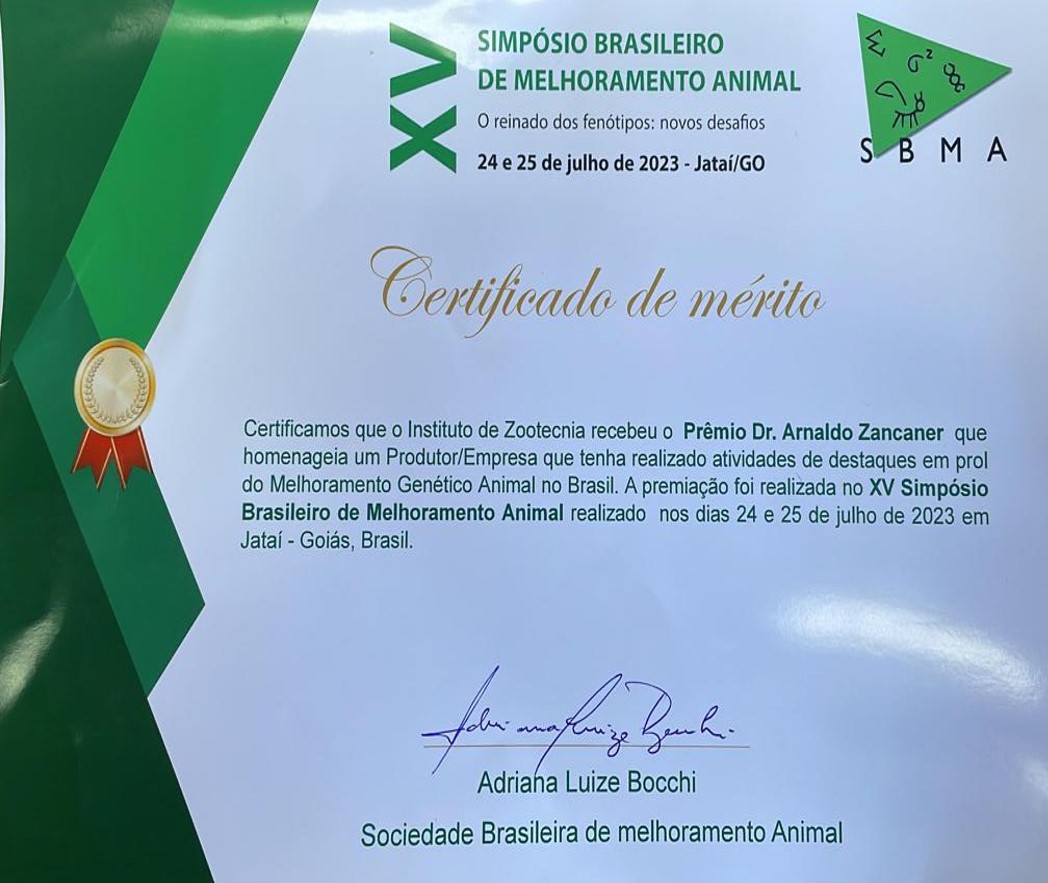 XV
SIMPÓSIO BRASILEIRO
DE MELHORAMENTO ANIMAL
O reinado dos fenótipos: novos desafios
24 e 25 de julho de 2023 - Jataí/GO
Σ σ²
S B M A
Certificado de mérito
Certificamos que o Instituto de Zootecnia recebeu o Prêmio Dr. Arnaldo Zancaner que
homenageia um Produtor/Empresa que tenha realizado atividades de destaques em prol
do Melhoramento Genético Animal no Brasil. A premiação foi realizada no XV Simpósio
Brasileiro de Melhoramento Animal realizado nos dias 24 e 25 de julho de 2023 em
Jataí - Goiás, Brasil.
Adriana Luize Bocchi
Adriana Luize Bocchi
Sociedade Brasileira de melhoramento Animal